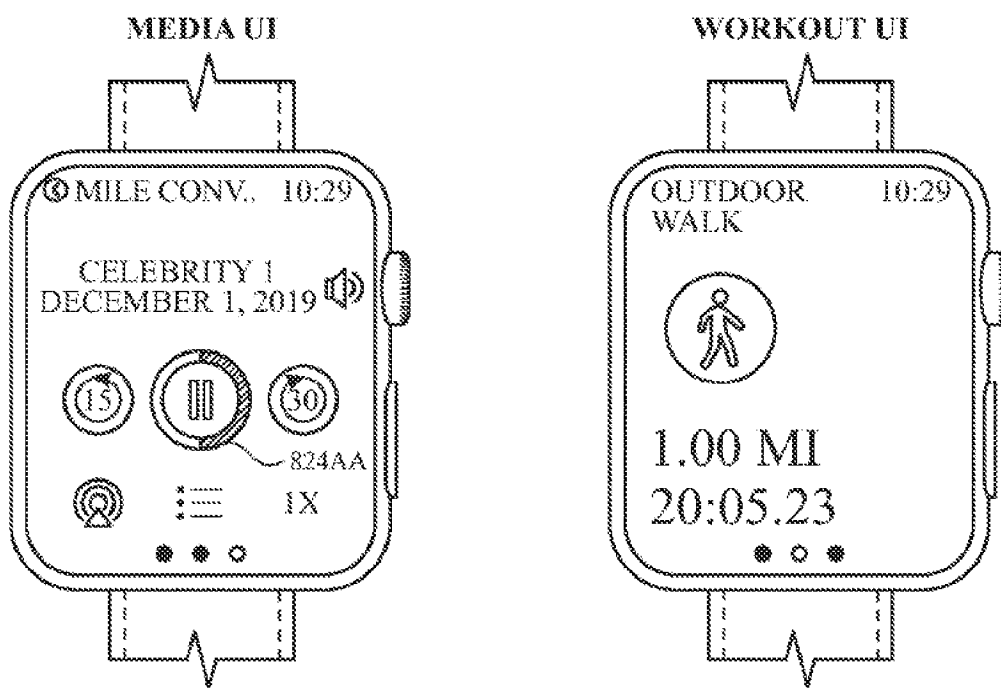 MEDIA UI
MILE CONV.. 10:29
CELEBRITY 1
DECEMBER 1, 2019
15
30
824AA
1X
WORKOUT UI
OUTDOOR 10:29
WALK
1.00 MI
20:05.23